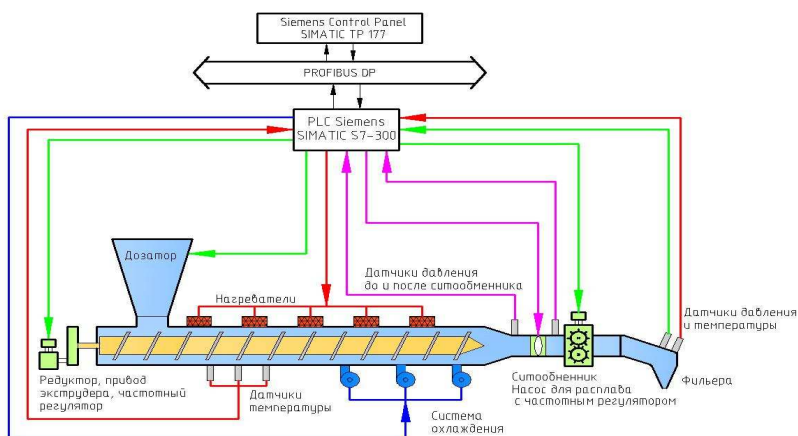 Siemens Control Panel
SIMATIC TP 177
PROFIBUS DP
PLC Siemens
SIMATIC S7-300
Дозатор
Нагреватели
Датчики давления
до и после ситообменника
Датчики давления
и температуры
Редуктор, привод
экструдера, частотный
регулятор
Датчики
температуры
Система
охлаждения
Ситообненник
Насос для расплава
с частотным регулятором
Фильера